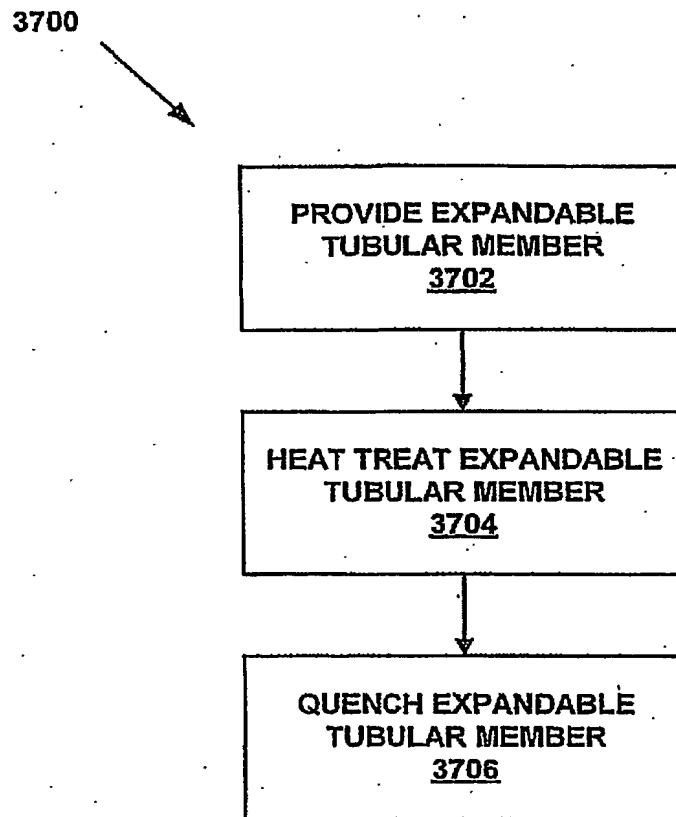 3700
PROVIDE EXPANDABLE
TUBULAR MEMBER
3702
HEAT TREAT EXPANDABLE
TUBULAR MEMBER
3704
QUENCH EXPANDABLE
TUBULAR MEMBER
3706